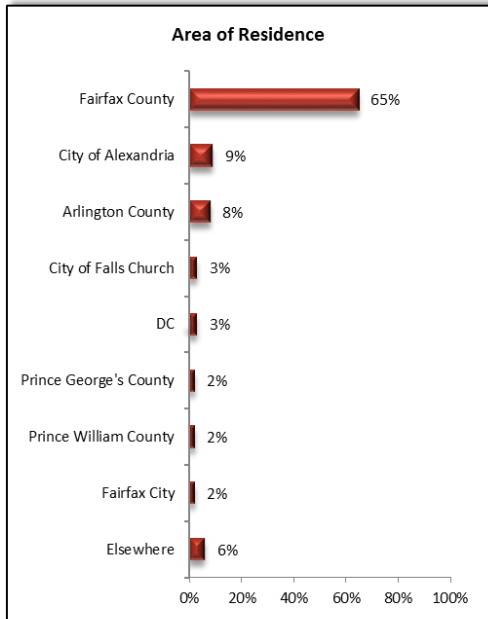 Area of Residence
Fairfax County 65%
City of Alexandria 9%
Arlington County 8%
City of Falls Church 3%
DC 3%
Prince George's County 2%
Prince William County 2%
Fairfax City 2%
Elsewhere 6%
0% 20% 40% 60% 80% 100%